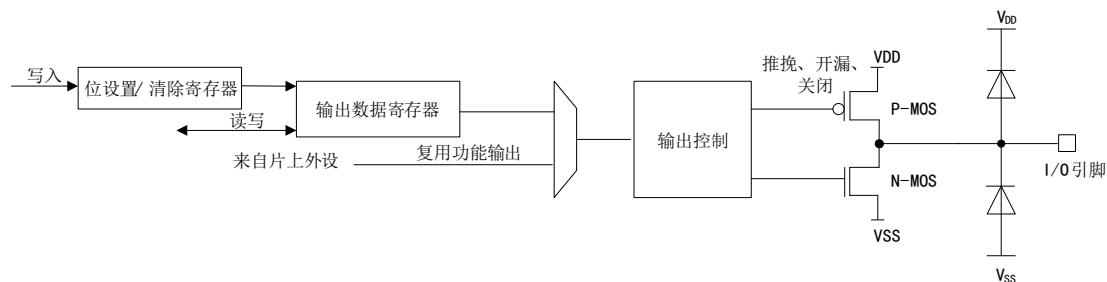 写入
位设置/ 清除寄存器
读写
输出数据寄存器
来自片上外设
复用功能输出
输出控制
推挽、开漏、
关闭
VDD
P-MOS
N-MOS
VSS
VDD
I/O引脚
VSS